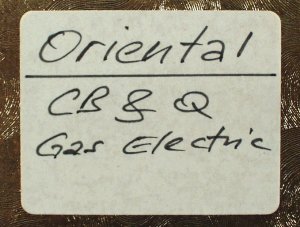 Oriental
CB & Q
Gas Electric